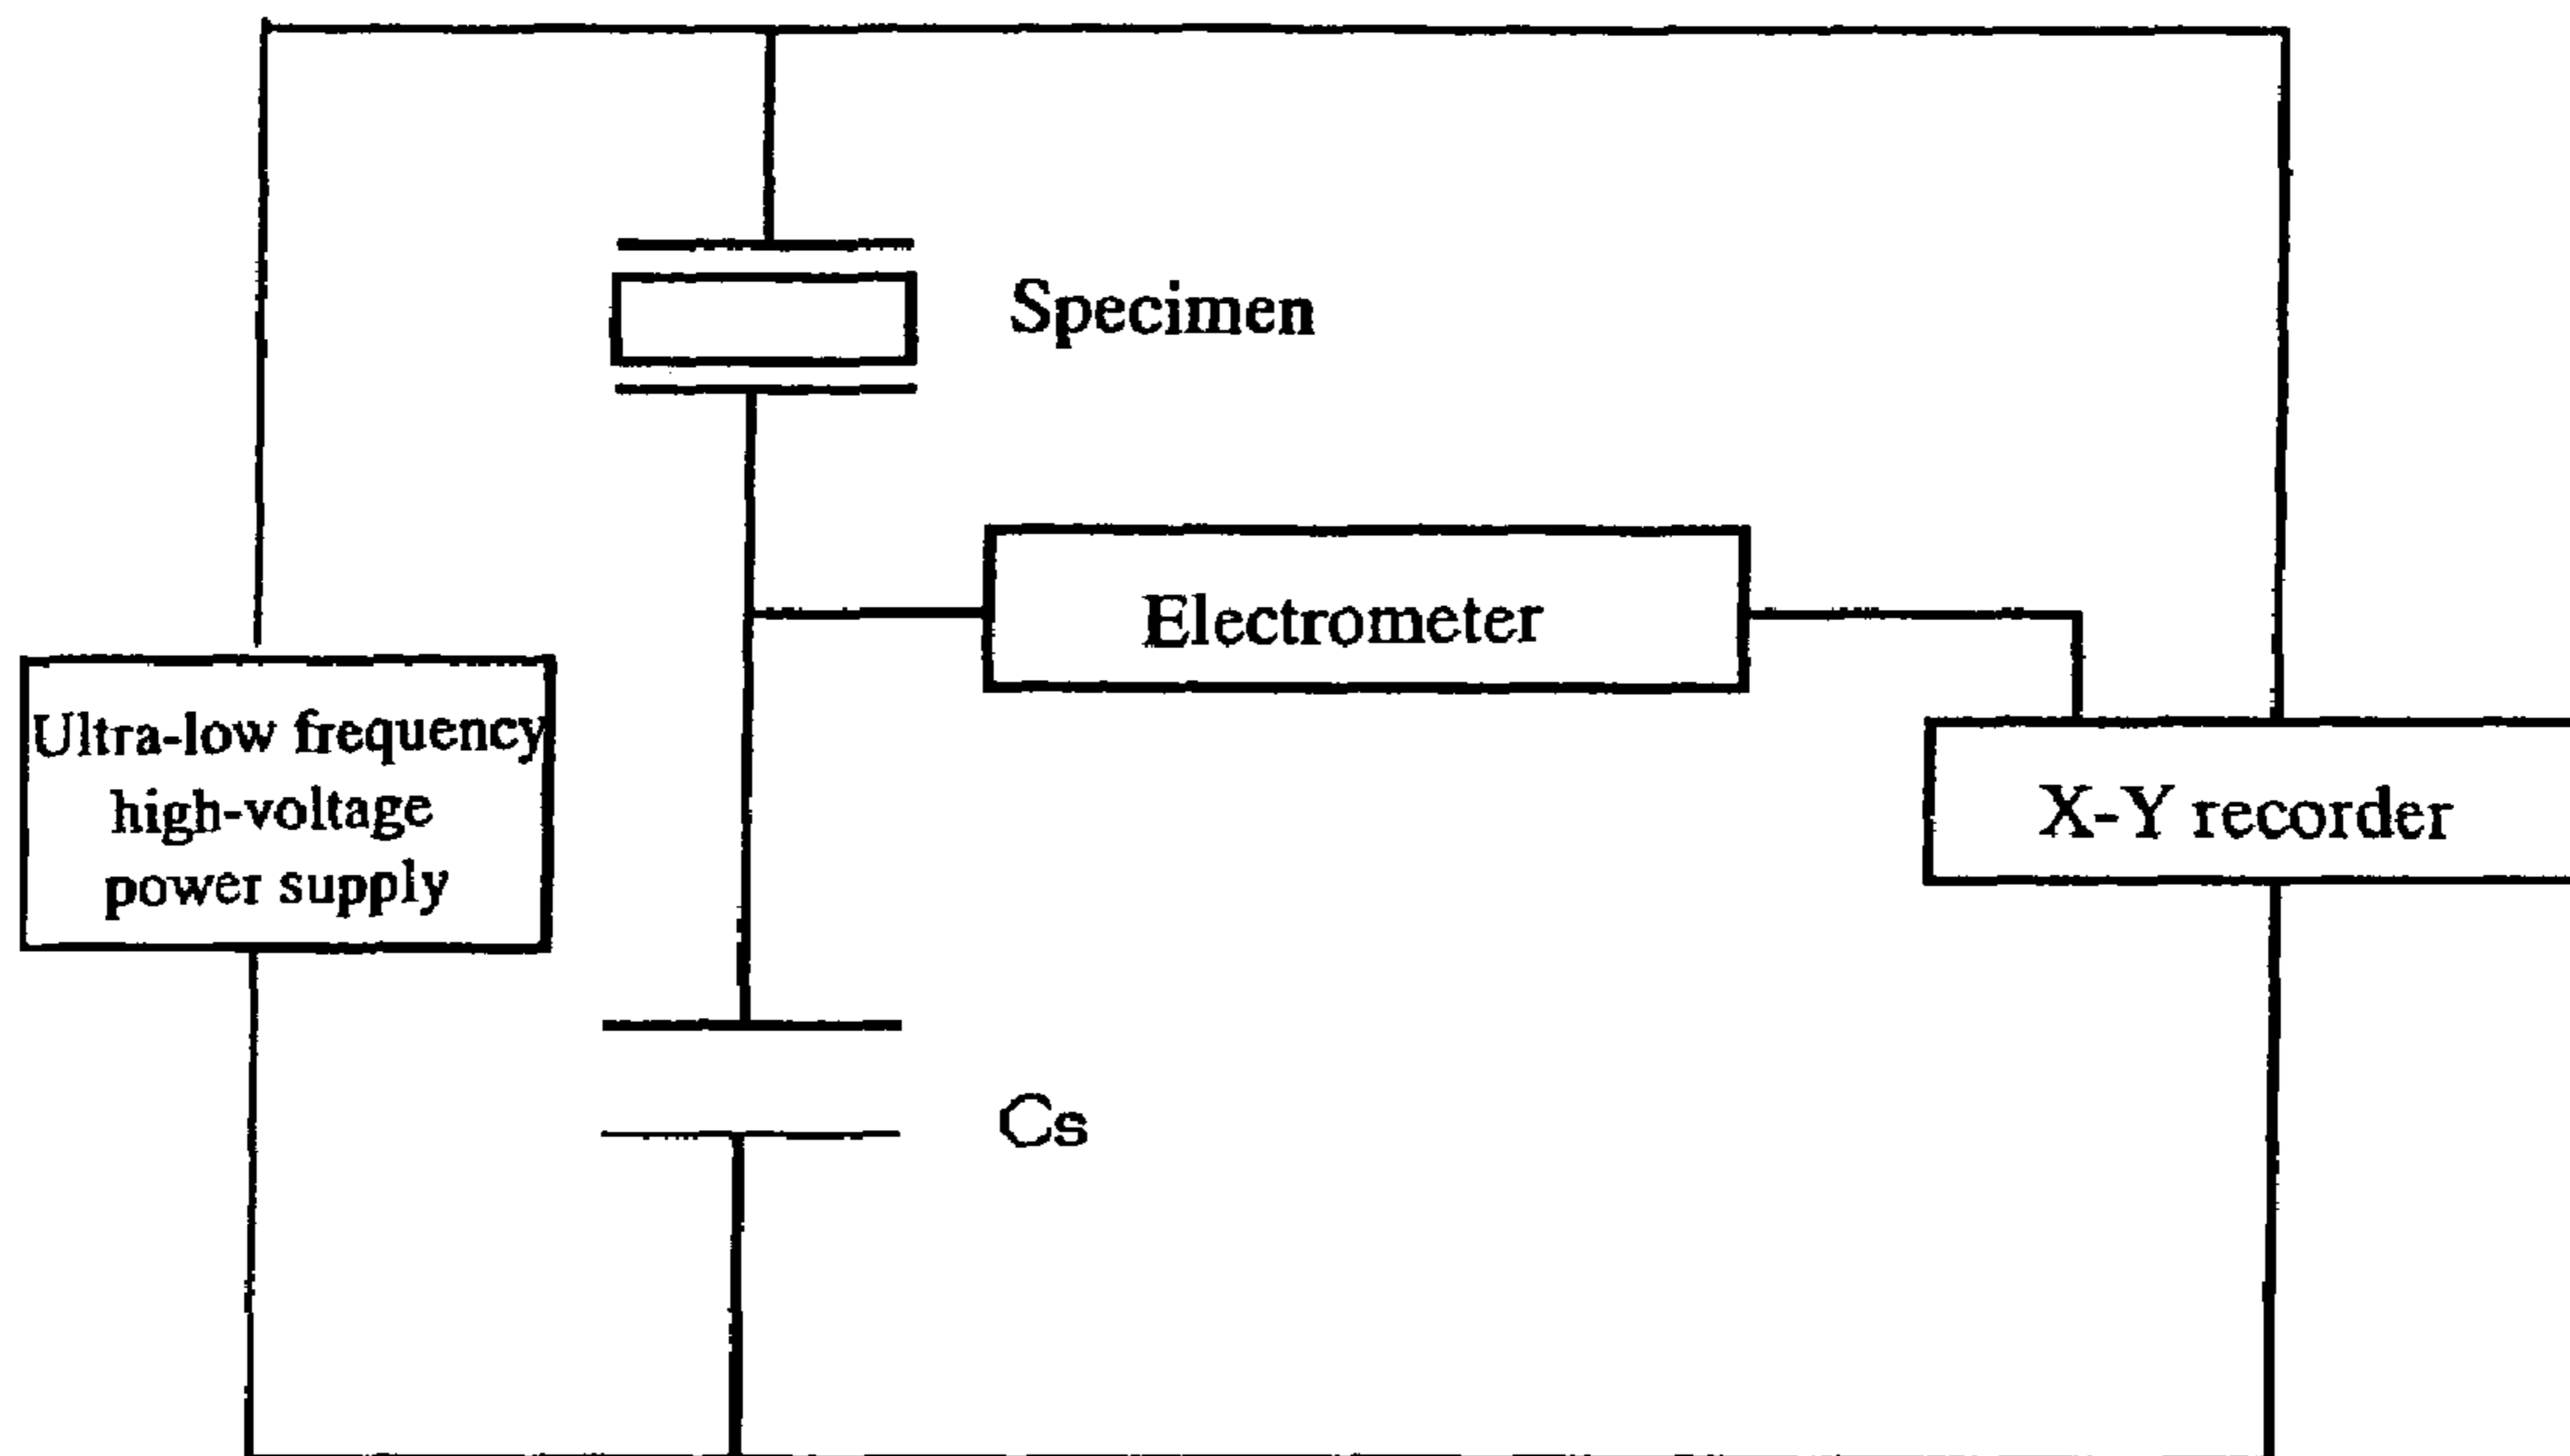 Specimen
Electrometer
Ultra-low frequency
high-voltage
power supply
X-Y recorder
Cs